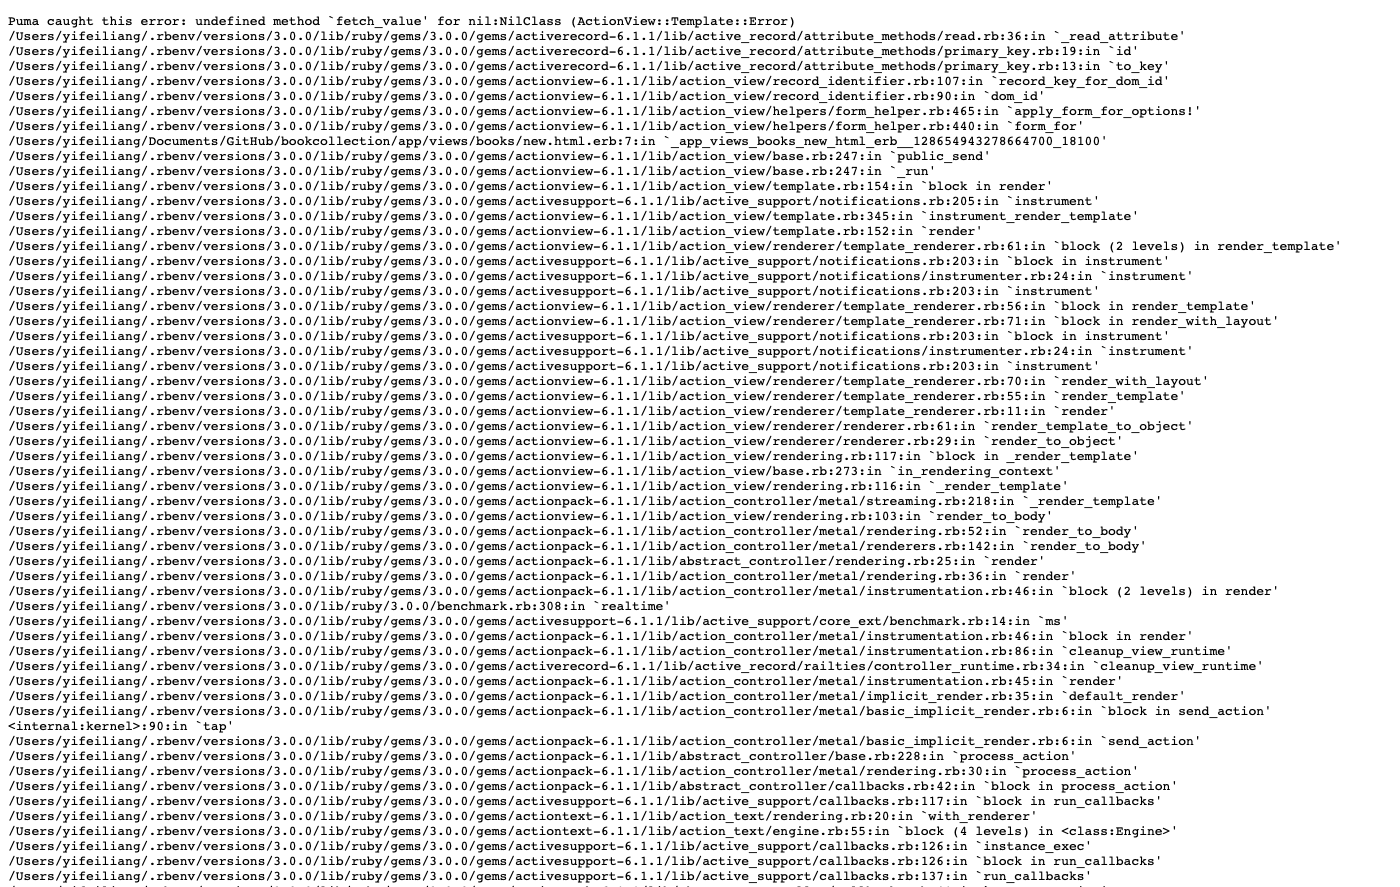 Puma caught this error: undefined method `fetch_value' for nil:NilClass (ActionView::Template::Error)
/Users/yifeiliang/.rbenv/versions/3.0.0/lib/ruby/gems/3.0.0/gems/activerecord-6.1.1/lib/active_record/attribute_methods/read.rb:36:in `_read_attribute'
/Users/yifeiliang/.rbenv/versions/3.0.0/lib/ruby/gems/3.0.0/gems/activerecord-6.1.1/lib/active_record/attribute_methods/primary_key.rb:19:in `id'
/Users/yifeiliang/.rbenv/versions/3.0.0/lib/ruby/gems/3.0.0/gems/activerecord-6.1.1/lib/active_record/attribute_methods/primary_key.rb:13:in `to_key'
/Users/yifeiliang/.rbenv/versions/3.0.0/lib/ruby/gems/3.0.0/gems/actionview-6.1.1/lib/action_view/record_identifier.rb:107:in `record_key_for_dom_id'
/Users/yifeiliang/.rbenv/versions/3.0.0/lib/ruby/gems/3.0.0/gems/actionview-6.1.1/lib/action_view/record_identifier.rb:90:in `dom_id'
/Users/yifeiliang/.rbenv/versions/3.0.0/lib/ruby/gems/3.0.0/gems/actionview-6.1.1/lib/action_view/helpers/form_helper.rb:465:in `apply_form_for_options!'
/Users/yifeiliang/.rbenv/versions/3.0.0/lib/ruby/gems/3.0.0/gems/actionview-6.1.1/lib/action_view/helpers/form_helper.rb:440:in `form_for'
/Users/yifeiliang/Documents/GitHub/bookcollection/app/views/books/new.html.erb:7:in `_app_views_books_new_html_erb__128654943278664700_18100'
/Users/yifeiliang/.rbenv/versions/3.0.0/lib/ruby/gems/3.0.0/gems/actionview-6.1.1/lib/action_view/base.rb:247:in `public_send'
/Users/yifeiliang/.rbenv/versions/3.0.0/lib/ruby/gems/3.0.0/gems/actionview-6.1.1/lib/action_view/base.rb:247:in `_run'
/Users/yifeiliang/.rbenv/versions/3.0.0/lib/ruby/gems/3.0.0/gems/actionview-6.1.1/lib/action_view/template.rb:154:in `block in render'
/Users/yifeiliang/.rbenv/versions/3.0.0/lib/ruby/gems/3.0.0/gems/activesupport-6.1.1/lib/active_support/notifications.rb:205:in `instrument'
/Users/yifeiliang/.rbenv/versions/3.0.0/lib/ruby/gems/3.0.0/gems/actionview-6.1.1/lib/action_view/template.rb:345:in `instrument_render_template'
/Users/yifeiliang/.rbenv/versions/3.0.0/lib/ruby/gems/3.0.0/gems/actionview-6.1.1/lib/action_view/template.rb:152:in `render'
/Users/yifeiliang/.rbenv/versions/3.0.0/lib/ruby/gems/3.0.0/gems/actionview-6.1.1/lib/action_view/renderer/template_renderer.rb:61:in `block (2 levels) in render_template'
/Users/yifeiliang/.rbenv/versions/3.0.0/lib/ruby/gems/3.0.0/gems/activesupport-6.1.1/lib/active_support/notifications.rb:203:in `block in instrument'
/Users/yifeiliang/.rbenv/versions/3.0.0/lib/ruby/gems/3.0.0/gems/activesupport-6.1.1/lib/active_support/notifications/instrumenter.rb:24:in `instrument'
/Users/yifeiliang/.rbenv/versions/3.0.0/lib/ruby/gems/3.0.0/gems/activesupport-6.1.1/lib/active_support/notifications.rb:203:in `instrument'
/Users/yifeiliang/.rbenv/versions/3.0.0/lib/ruby/gems/3.0.0/gems/actionview-6.1.1/lib/action_view/renderer/template_renderer.rb:56:in `block in render_template'
/Users/yifeiliang/.rbenv/versions/3.0.0/lib/ruby/gems/3.0.0/gems/actionview-6.1.1/lib/action_view/renderer/template_renderer.rb:71:in `block in render_with_layout'
/Users/yifeiliang/.rbenv/versions/3.0.0/lib/ruby/gems/3.0.0/gems/activesupport-6.1.1/lib/active_support/notifications.rb:203:in `block in instrument'
/Users/yifeiliang/.rbenv/versions/3.0.0/lib/ruby/gems/3.0.0/gems/activesupport-6.1.1/lib/active_support/notifications/instrumenter.rb:24:in `instrument'
/Users/yifeiliang/.rbenv/versions/3.0.0/lib/ruby/gems/3.0.0/gems/activesupport-6.1.1/lib/active_support/notifications.rb:203:in `instrument'
/Users/yifeiliang/.rbenv/versions/3.0.0/lib/ruby/gems/3.0.0/gems/actionview-6.1.1/lib/action_view/renderer/template_renderer.rb:70:in `render_with_layout'
/Users/yifeiliang/.rbenv/versions/3.0.0/lib/ruby/gems/3.0.0/gems/actionview-6.1.1/lib/action_view/renderer/template_renderer.rb:55:in `render_template'
/Users/yifeiliang/.rbenv/versions/3.0.0/lib/ruby/gems/3.0.0/gems/actionview-6.1.1/lib/action_view/renderer/template_renderer.rb:11:in `render'
/Users/yifeiliang/.rbenv/versions/3.0.0/lib/ruby/gems/3.0.0/gems/actionview-6.1.1/lib/action_view/renderer/renderer.rb:61:in `render_template_to_object'
/Users/yifeiliang/.rbenv/versions/3.0.0/lib/ruby/gems/3.0.0/gems/actionview-6.1.1/lib/action_view/renderer/renderer.rb:29:in `render_to_object'
/Users/yifeiliang/.rbenv/versions/3.0.0/lib/ruby/gems/3.0.0/gems/actionview-6.1.1/lib/action_view/rendering.rb:117:in `block in _render_template'
/Users/yifeiliang/.rbenv/versions/3.0.0/lib/ruby/gems/3.0.0/gems/actionview-6.1.1/lib/action_view/base.rb:273:in `in_rendering_context'
/Users/yifeiliang/.rbenv/versions/3.0.0/lib/ruby/gems/3.0.0/gems/actionview-6.1.1/lib/action_view/rendering.rb:116:in `_render_template'
/Users/yifeiliang/.rbenv/versions/3.0.0/lib/ruby/gems/3.0.0/gems/actionpack-6.1.1/lib/action_controller/metal/streaming.rb:218:in `_render_template'
/Users/yifeiliang/.rbenv/versions/3.0.0/lib/ruby/gems/3.0.0/gems/actionview-6.1.1/lib/action_view/rendering.rb:103:in `render_to_body'
/Users/yifeiliang/.rbenv/versions/3.0.0/lib/ruby/gems/3.0.0/gems/actionpack-6.1.1/lib/action_controller/metal/rendering.rb:52:in `render_to_body'
/Users/yifeiliang/.rbenv/versions/3.0.0/lib/ruby/gems/3.0.0/gems/actionpack-6.1.1/lib/action_controller/metal/renderers.rb:142:in `render_to_body'
/Users/yifeiliang/.rbenv/versions/3.0.0/lib/ruby/gems/3.0.0/gems/actionpack-6.1.1/lib/abstract_controller/rendering.rb:25:in `render'
/Users/yifeiliang/.rbenv/versions/3.0.0/lib/ruby/gems/3.0.0/gems/actionpack-6.1.1/lib/action_controller/metal/rendering.rb:36:in `render'
/Users/yifeiliang/.rbenv/versions/3.0.0/lib/ruby/gems/3.0.0/gems/actionpack-6.1.1/lib/action_controller/metal/instrumentation.rb:46:in `block (2 levels) in render'
/Users/yifeiliang/.rbenv/versions/3.0.0/lib/ruby/3.0.0/benchmark.rb:308:in `realtime'
/Users/yifeiliang/.rbenv/versions/3.0.0/lib/ruby/gems/3.0.0/gems/activesupport-6.1.1/lib/active_support/core_ext/benchmark.rb:14:in `ms'
/Users/yifeiliang/.rbenv/versions/3.0.0/lib/ruby/gems/3.0.0/gems/actionpack-6.1.1/lib/action_controller/metal/instrumentation.rb:46:in `block in render'
/Users/yifeiliang/.rbenv/versions/3.0.0/lib/ruby/gems/3.0.0/gems/actionpack-6.1.1/lib/action_controller/metal/instrumentation.rb:86:in `cleanup_view_runtime'
/Users/yifeiliang/.rbenv/versions/3.0.0/lib/ruby/gems/3.0.0/gems/activerecord-6.1.1/lib/active_record/railties/controller_runtime.rb:34:in `cleanup_view_runtime'
/Users/yifeiliang/.rbenv/versions/3.0.0/lib/ruby/gems/3.0.0/gems/actionpack-6.1.1/lib/action_controller/metal/instrumentation.rb:45:in `render'
/Users/yifeiliang/.rbenv/versions/3.0.0/lib/ruby/gems/3.0.0/gems/actionpack-6.1.1/lib/action_controller/metal/implicit_render.rb:35:in `default_render'
/Users/yifeiliang/.rbenv/versions/3.0.0/lib/ruby/gems/3.0.0/gems/actionpack-6.1.1/lib/action_controller/metal/basic_implicit_render.rb:6:in `block in send_action'
<internal:kernel>:90:in `tap'
/Users/yifeiliang/.rbenv/versions/3.0.0/lib/ruby/gems/3.0.0/gems/actionpack-6.1.1/lib/action_controller/metal/basic_implicit_render.rb:6:in `send_action'
/Users/yifeiliang/.rbenv/versions/3.0.0/lib/ruby/gems/3.0.0/gems/actionpack-6.1.1/lib/abstract_controller/base.rb:228:in `process_action'
/Users/yifeiliang/.rbenv/versions/3.0.0/lib/ruby/gems/3.0.0/gems/actionpack-6.1.1/lib/action_controller/metal/rendering.rb:30:in `process_action'
/Users/yifeiliang/.rbenv/versions/3.0.0/lib/ruby/gems/3.0.0/gems/actionpack-6.1.1/lib/abstract_controller/callbacks.rb:42:in `block in process_action'
/Users/yifeiliang/.rbenv/versions/3.0.0/lib/ruby/gems/3.0.0/gems/activesupport-6.1.1/lib/active_support/callbacks.rb:117:in `block in run_callbacks'
/Users/yifeiliang/.rbenv/versions/3.0.0/lib/ruby/gems/3.0.0/gems/actiontext-6.1.1/lib/action_text/rendering.rb:20:in `with_renderer'
/Users/yifeiliang/.rbenv/versions/3.0.0/lib/ruby/gems/3.0.0/gems/actiontext-6.1.1/lib/action_text/engine.rb:55:in `block (4 levels) in <class:Engine>'
/Users/yifeiliang/.rbenv/versions/3.0.0/lib/ruby/gems/3.0.0/gems/activesupport-6.1.1/lib/active_support/callbacks.rb:126:in `instance_exec'
/Users/yifeiliang/.rbenv/versions/3.0.0/lib/ruby/gems/3.0.0/gems/activesupport-6.1.1/lib/active_support/callbacks.rb:126:in `block in run_callbacks'
/Users/yifeiliang/.rbenv/versions/3.0.0/lib/ruby/gems/3.0.0/gems/activesupport-6.1.1/lib/active_support/callbacks.rb:137:in `run_callbacks'